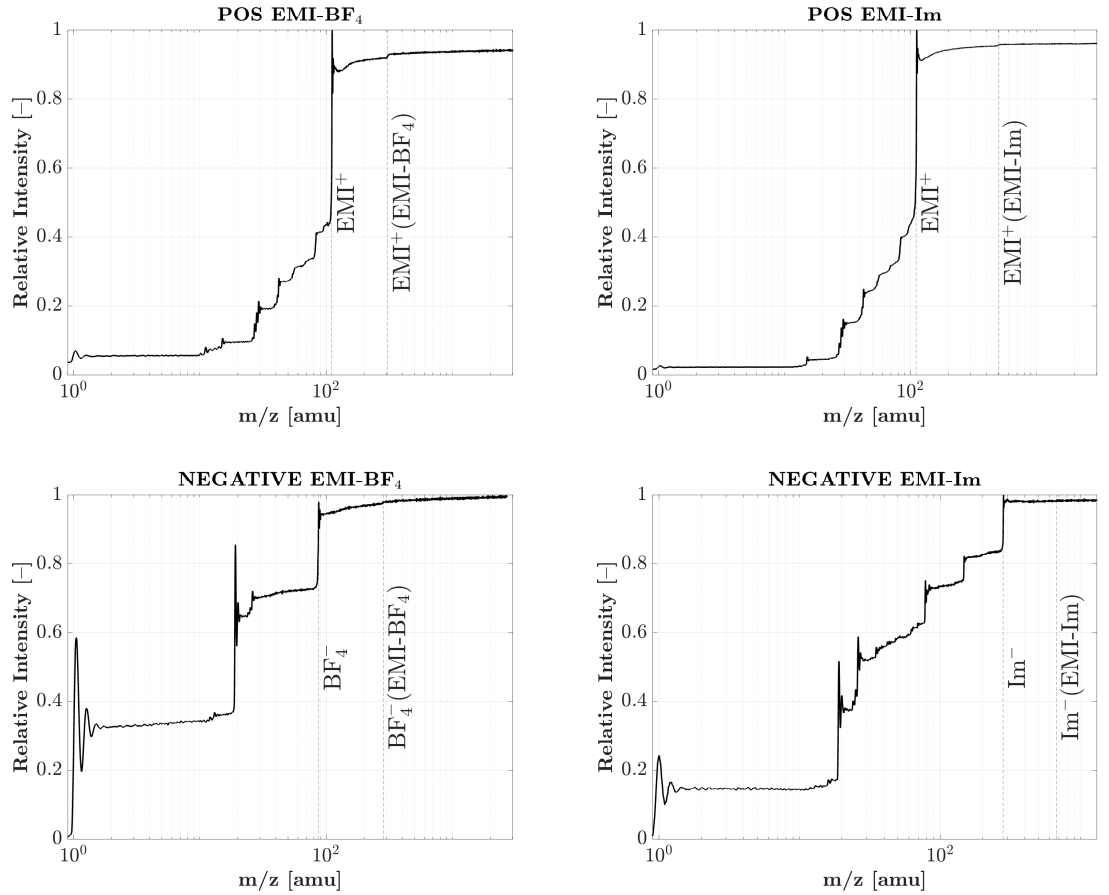 POS EMI-BF₄
Relative Intensity [–]
1
0.8
0.6
0.4
0.2
0
EMI⁺
EMI⁺(EMI-BF₄)
10⁰
10²
m/z [amu]
POS EMI-Im
Relative Intensity [–]
1
0.8
0.6
0.4
0.2
0
EMI⁺
EMI⁺(EMI-Im)
10⁰
10²
m/z [amu]
NEGATIVE EMI-BF₄
Relative Intensity [–]
1
0.8
0.6
0.4
0.2
0
BF₄⁻
BF₄⁻(EMI-BF₄)
10⁰
10²
m/z [amu]
NEGATIVE EMI-Im
Relative Intensity [–]
1
0.8
0.6
0.4
0.2
0
Im⁻
Im⁻(EMI-Im)
10⁰
10²
m/z [amu]